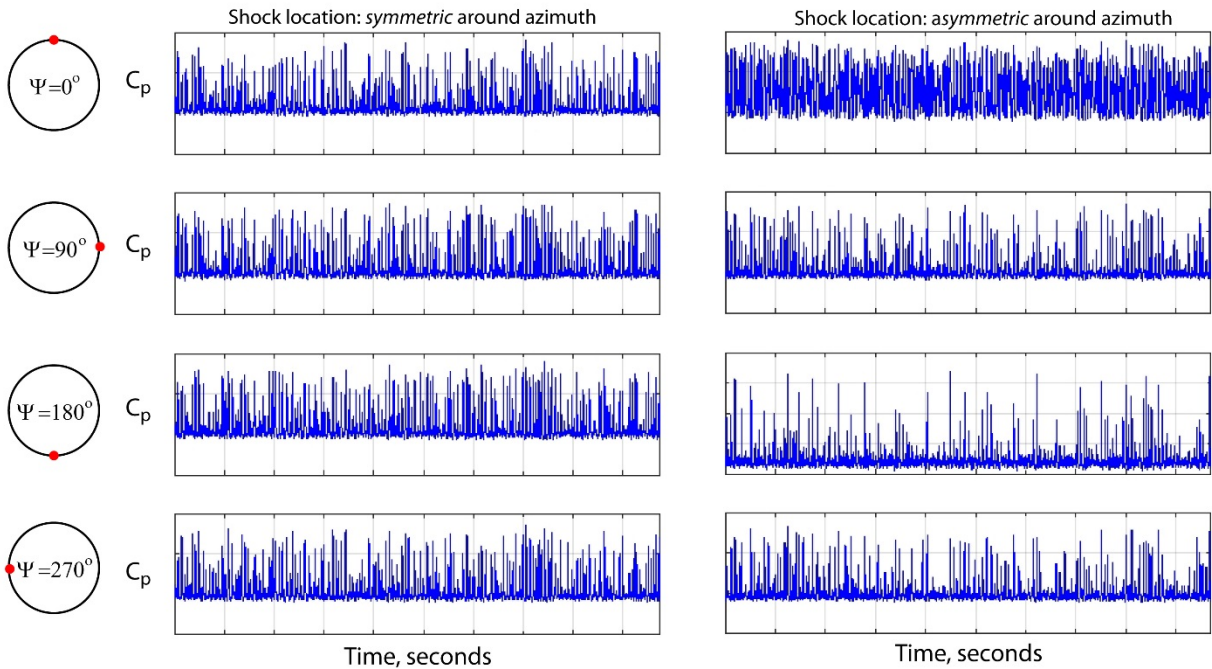 Shock location: symmetric around azimuth
Shock location: asymmetric around azimuth
Ψ=0°
Cp
Ψ=90°
Cp
Cp
Ψ=180°
Cp
Ψ=270°
Time, seconds
Time, seconds